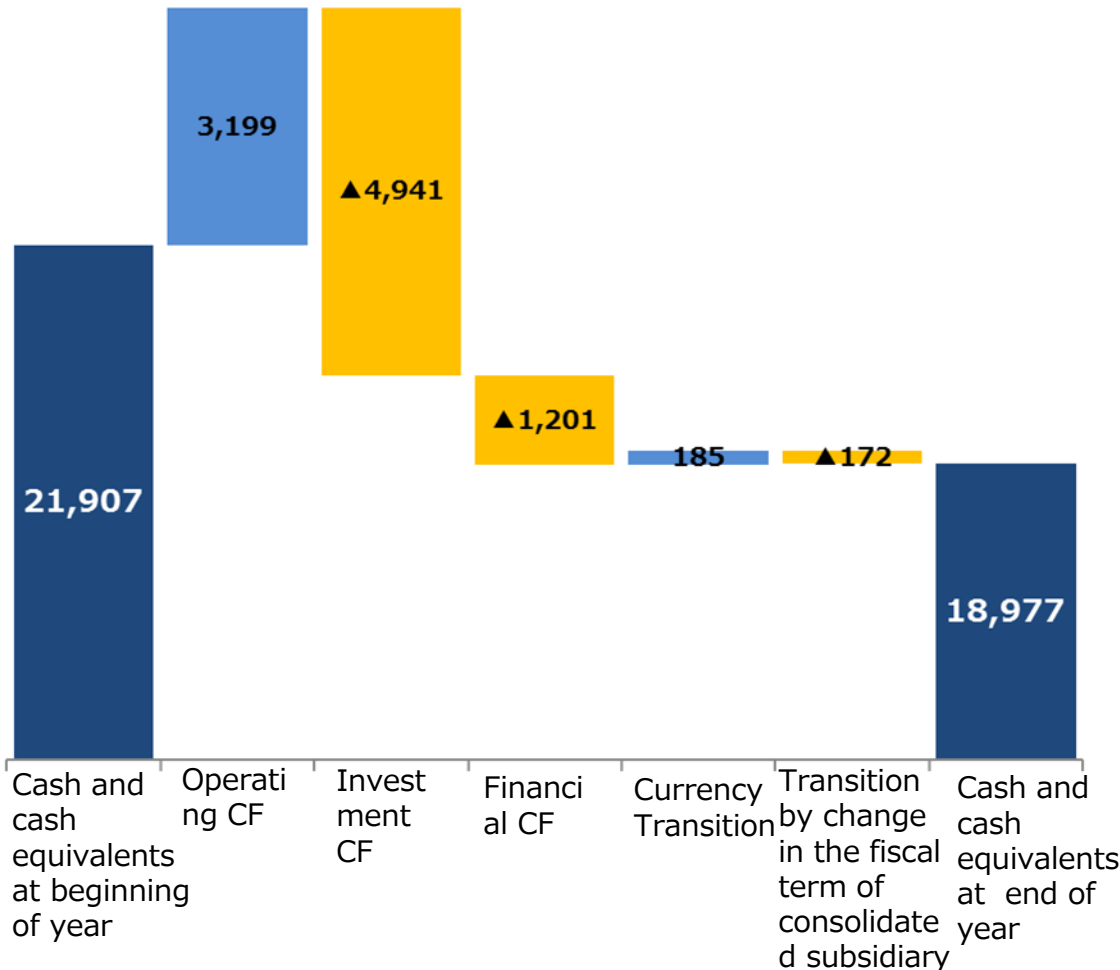 3,199
▲4,941
▲1,201
185
▲172
21,907
18,977
Cash and
cash
equivalents
at beginning
of year
Operati
ng CF
Invest
ment
CF
Financi
al CF
Currency
Transition
Transition
by change
in the fiscal
term of
consolidate
d subsidiary
Cash and
cash
equivalents
at  end of
year